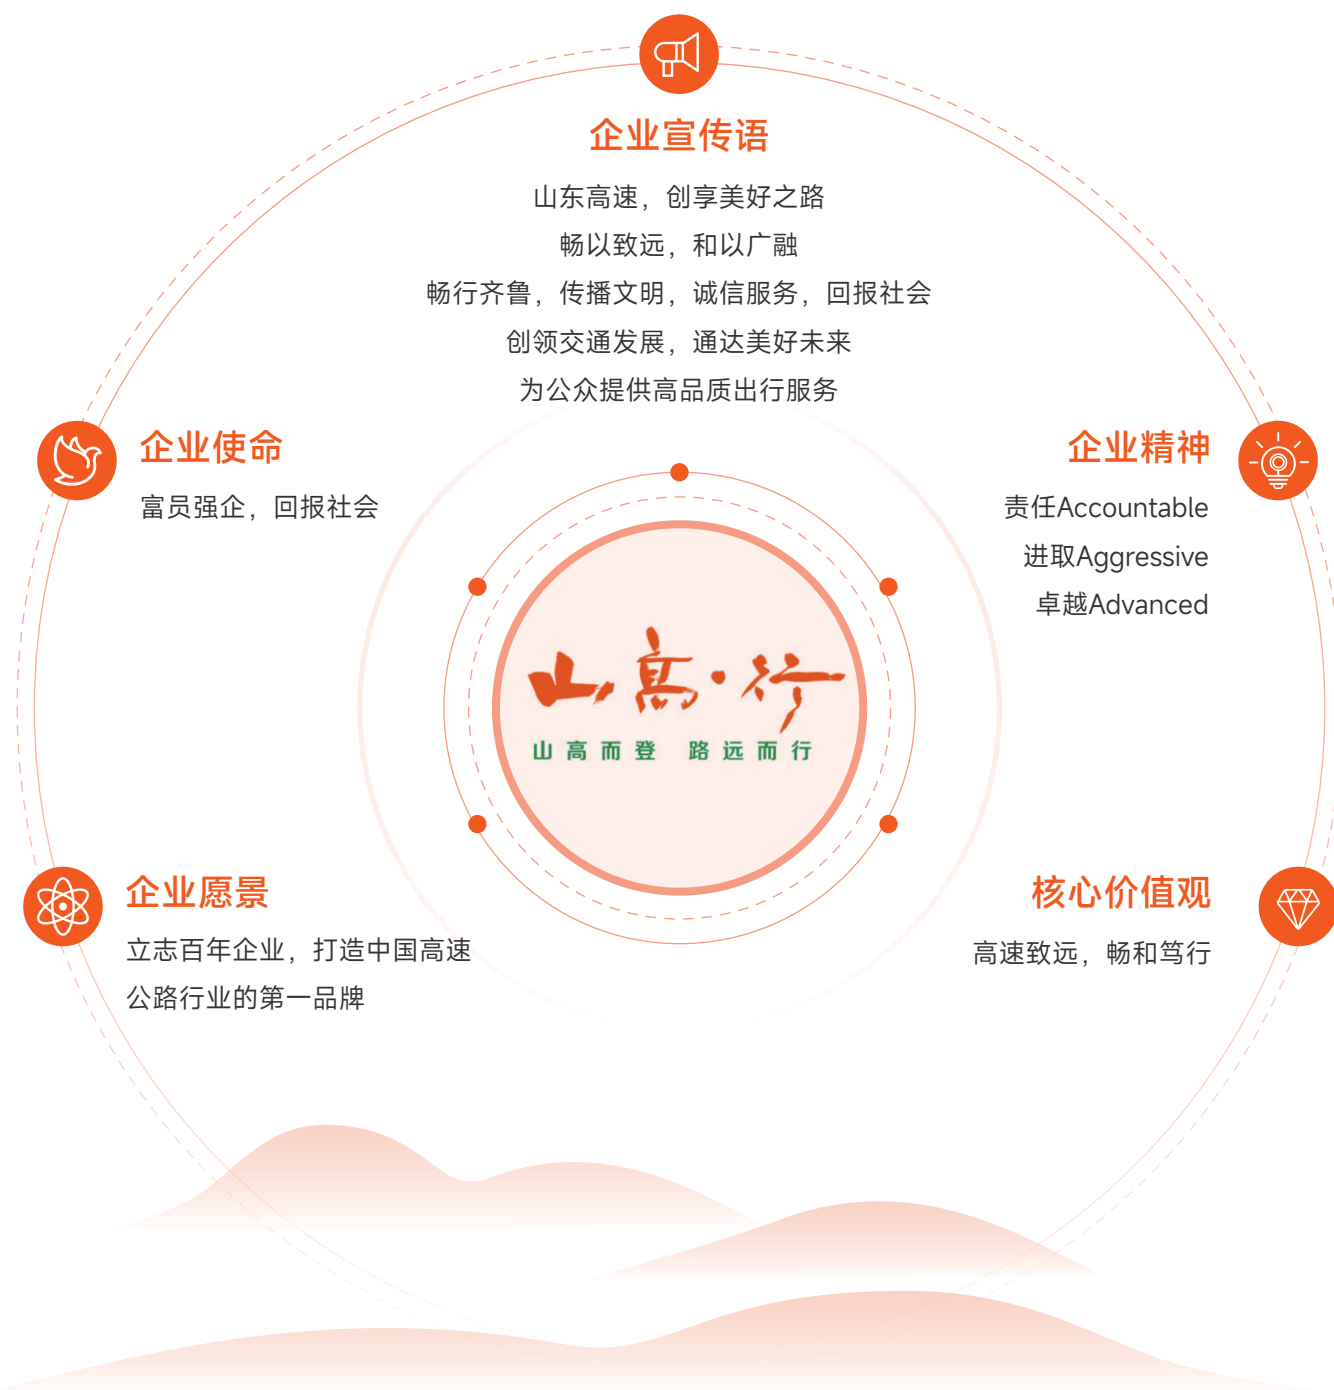 企业宣传语
山东高速，创享美好之路
畅以致远，和以广融
畅行齐鲁，传播文明，诚信服务，回报社会
创领交通发展，通达美好未来
为公众提供高品质出行服务
企业使命
富员强企，回报社会
企业精神
责任Accountable
进取Aggressive
卓越Advanced
山高·行
山高而登 路远而行
企业愿景
立志百年企业，打造中国高速
公路行业的第一品牌
核心价值观
高速致远，畅和笃行